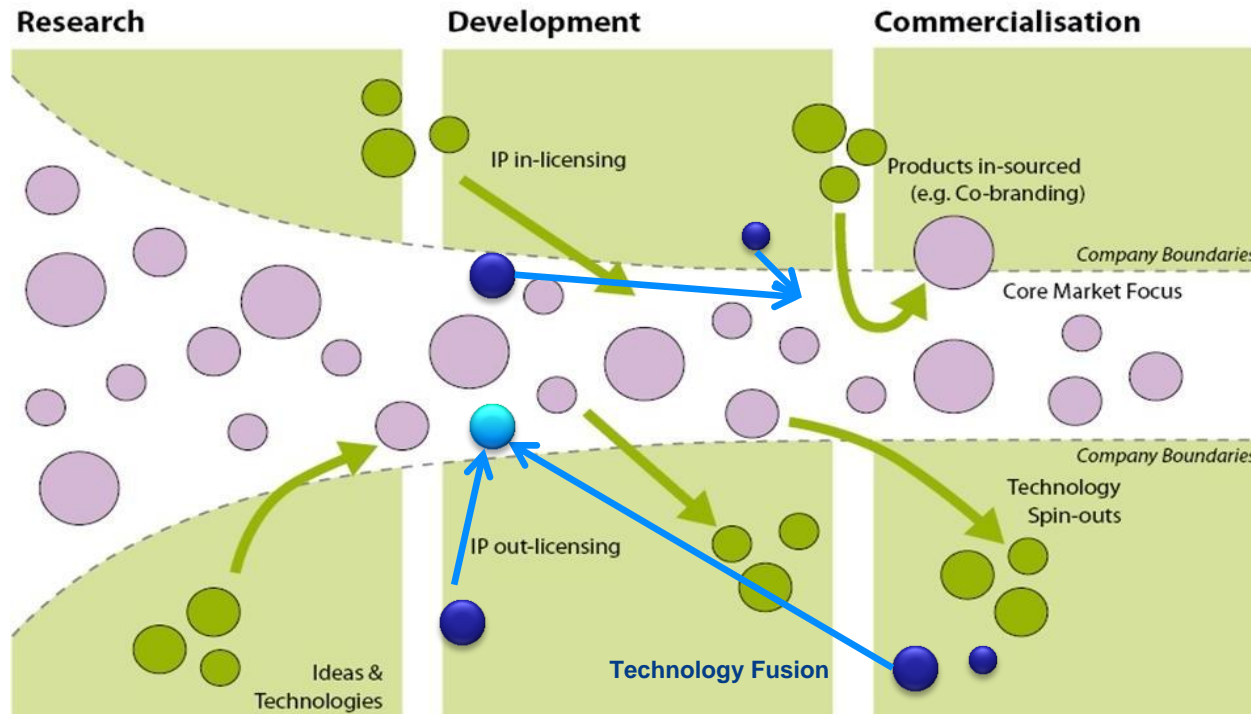 Research
Development
Commercialisation
IP in-licensing
Products in-sourced
(e.g. Co-branding)
Company Boundaries
Core Market Focus
Company Boundaries
Technology
Spin-outs
IP out-licensing
Technology Fusion
Ideas &
Technologies